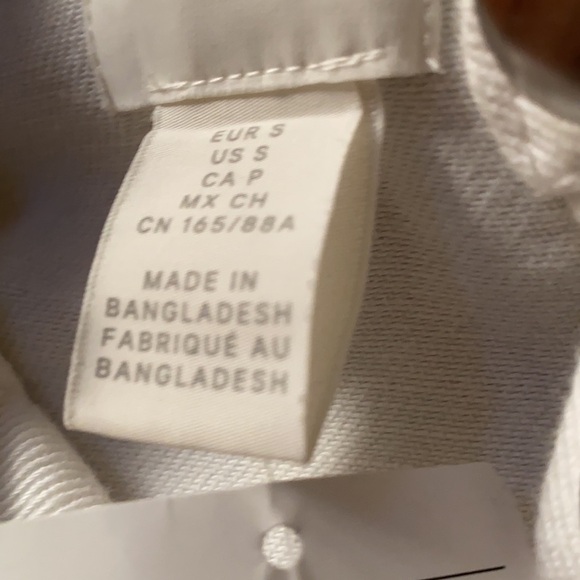 EUR S
US S
CA P
MX CH
CN 165/88A
MADE IN
BANGLADESH
FABRIQUÉ AU
BANGLADESH